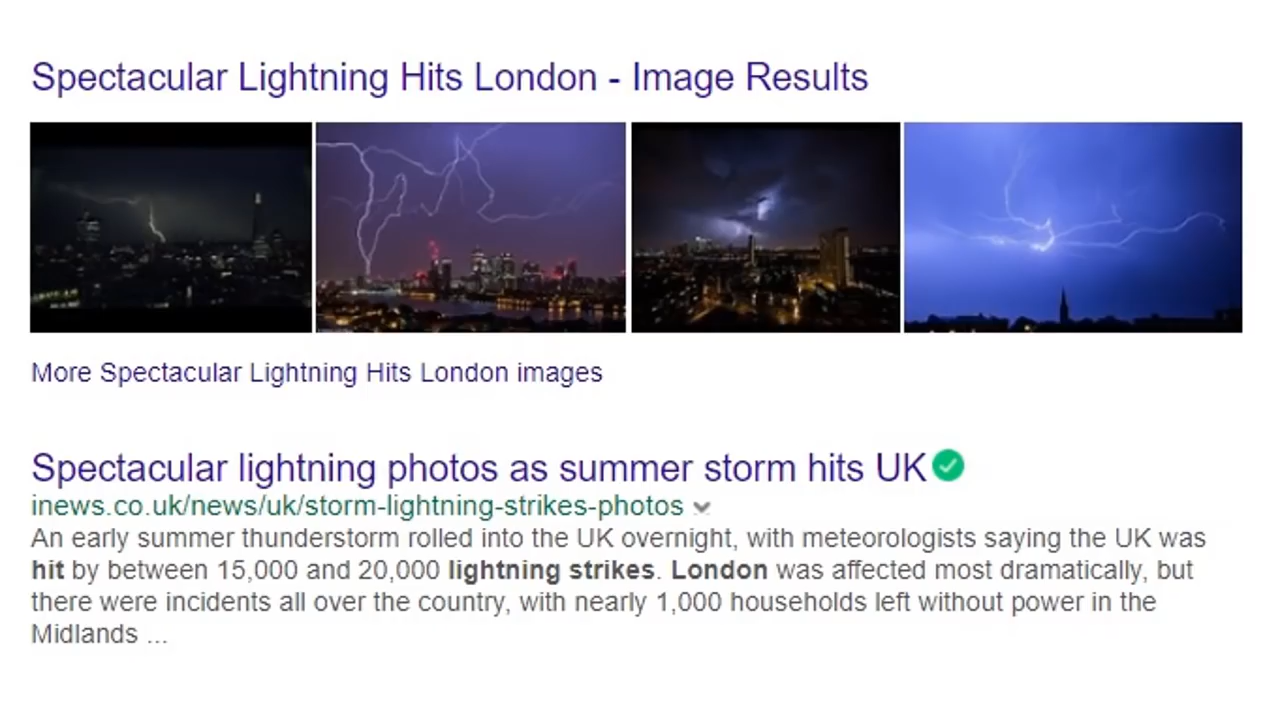 Spectacular Lightning Hits London - Image Results
More Spectacular Lightning Hits London images
Spectacular lightning photos as summer storm hits UK
inews.co.uk/news/uk/storm-lightning-strikes-photos
An early summer thunderstorm rolled into the UK overnight, with meteorologists saying the UK was
hit by between 15,000 and 20,000 lightning strikes. London was affected most dramatically, but
there were incidents all over the country, with nearly 1,000 households left without power in the
Midlands ...